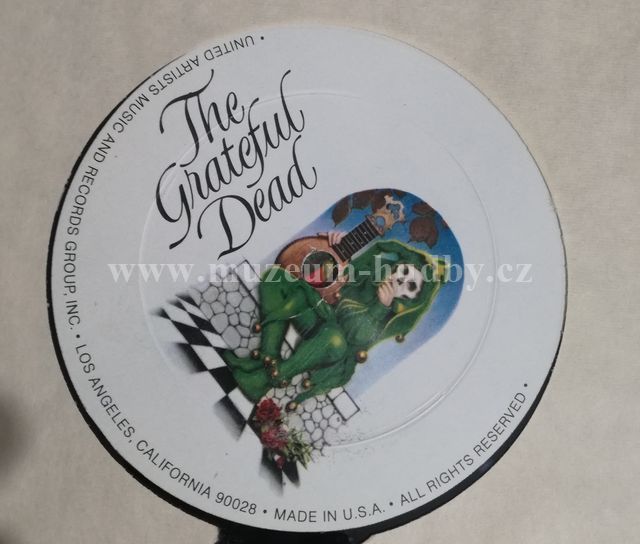 The
Grateful
Dead
• UNITED ARTISTS MUSIC AND RECORDS GROUP, INC. • LOS ANGELES, CALIFORNIA 90028 • MADE IN U.S.A. • ALL RIGHTS RESERVED •
www.muzeum-hudby.cz